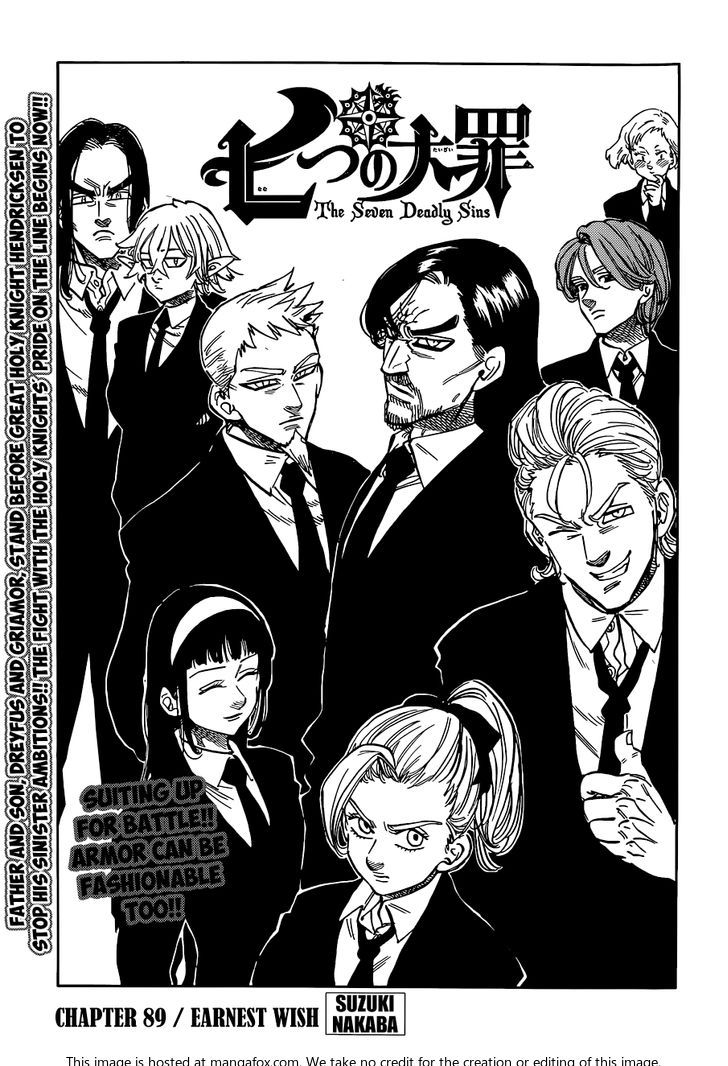 七つの大罪
たいざい
The Seven Deadly Sins
FATHER AND SON, DREYFUS AND GRIAMOR, STAND BEFORE GREAT HOLY KNIGHT HENDRICKSEN TO
STOP HIS SINISTER AMBITIONS!! THE FIGHT WITH THE HOLY KNIGHTS' PRIDE ON THE LINE BEGINS NOW!!
SUITING UP
FOR BATTLE!!
ARMOR CAN BE
FASHIONABLE
TOO!!
CHAPTER 89 / EARNEST WISH
SUZUKI
NAKABA
This image is hosted at mangafox.com. We take no credit for the creation or editing of this image.